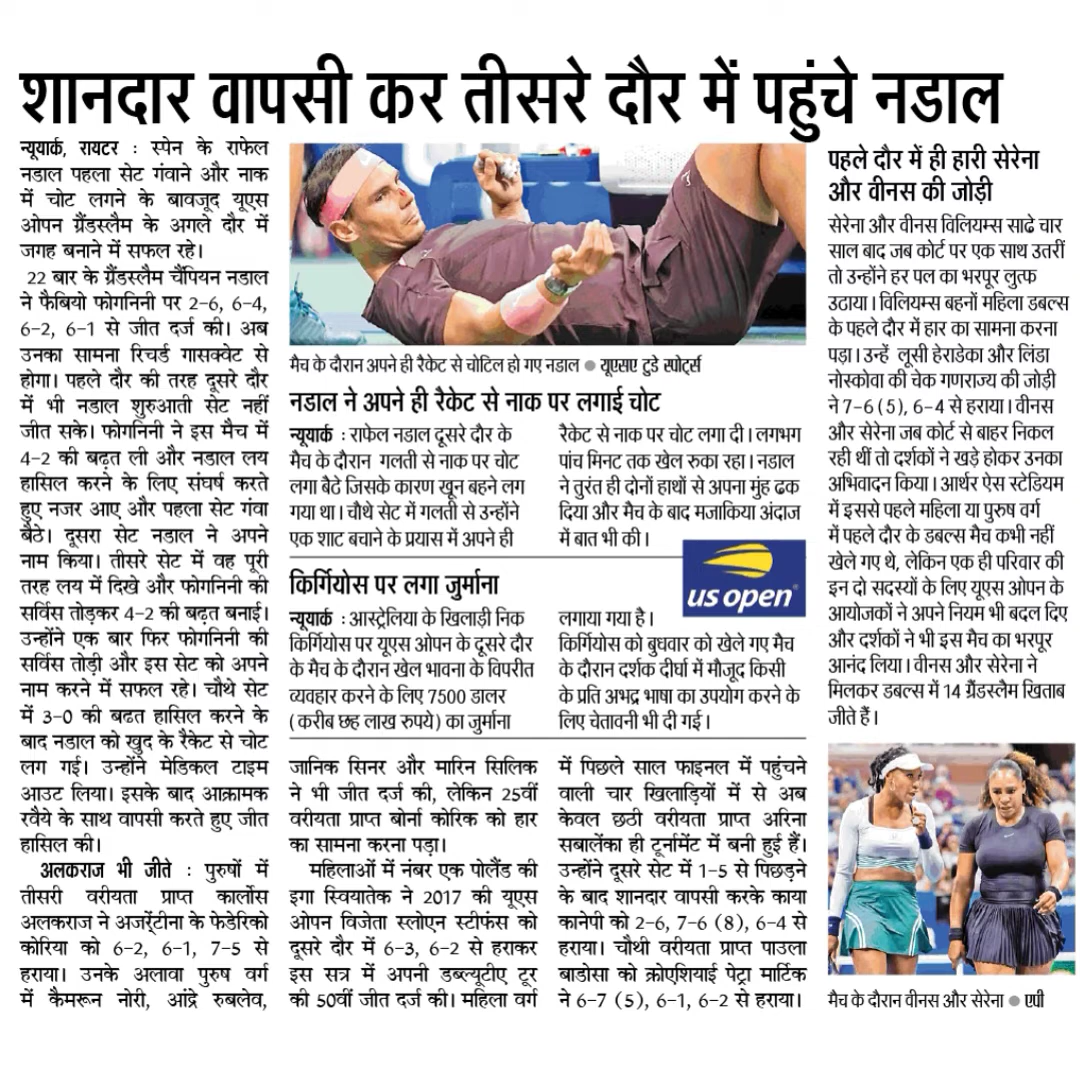 शानदार वापसी कर तीसरे दौर में पहुंचे नडाल
न्यूयार्क, रायटर : स्पेन के राफेल
नडाल पहला सेट गंवाने और नाक
में चोट लगने के बावजूद यूएस
ओपन ग्रैंडस्लैम के अगले दौर में
जगह बनाने में सफल रहे।
22 बार के ग्रैंडस्लैम चैंपियन नडाल
ने फैबियो फोगनिनी पर 2-6, 6-4,
6-2, 6-1 से जीत दर्ज की। अब
उनका सामना रिचर्ड गासक्वेट से
होगा। पहले दौर की तरह दूसरे दौर
में भी नडाल शुरुआती सेट नहीं
जीत सके। फोगनिनी ने इस मैच में
4-2 की बढ़त ली और नडाल लय
हासिल करने के लिए संघर्ष करते
हुए नजर आए और पहला सेट गंवा
बैठे। दूसरा सेट नडाल ने अपने
नाम किया। तीसरे सेट में वह पूरी
तरह लय में दिखे और फोगनिनी की
सर्विस तोड़कर 4-2 की बढ़त बनाई।
उन्होंने एक बार फिर फोगनिनी की
सर्विस तोड़ी और इस सेट को अपने
नाम करने में सफल रहे। चौथे सेट
में 3-0 की बढत हासिल करने के
बाद नडाल को खुद के रैकेट से चोट
लग गई। उन्होंने मेडिकल टाइम
आउट लिया। इसके बाद आक्रामक
रवैये के साथ वापसी करते हुए जीत
हासिल की।
अलकराज भी जीते : पुरुषों में
तीसरी वरीयता प्राप्त कार्लोस
अलकराज ने अजर्रेंटीना के फेडेरिको
कोरिया को 6-2, 6-1, 7-5 से
हराया। उनके अलावा पुरुष वर्ग
में कैमरून नोरी, आंद्रे रुबलेव,
मैच के दौरान अपने ही रैकेट से चोटिल हो गए नडाल ● यूएसए टुडे स्पोर्ट्स
नडाल ने अपने ही रैकेट से नाक पर लगाई चोट
न्यूयार्क : राफेल नडाल दूसरे दौर के
मैच के दौरान गलती से नाक पर चोट
लगा बैठे जिसके कारण खून बहने लग
गया था। चौथे सेट में गलती से उन्होंने
एक शाट बचाने के प्रयास में अपने ही
रैकेट से नाक पर चोट लगा दी। लगभग
पांच मिनट तक खेल रुका रहा। नडाल
ने तुरंत ही दोनों हाथों से अपना मुंह ढक
दिया और मैच के बाद मजाकिया अंदाज
में बात भी की।
us open
किर्गियोस पर लगा जुर्माना
न्यूयार्क : आस्ट्रेलिया के खिलाड़ी निक
किर्गियोस पर यूएस ओपन के दूसरे दौर
के मैच के दौरान खेल भावना के विपरीत
व्यवहार करने के लिए 7500 डालर
(करीब छह लाख रुपये) का जुर्माना
लगाया गया है।
किर्गियोस को बुधवार को खेले गए मैच
के दौरान दर्शक दीर्घा में मौजूद किसी
के प्रति अभद्र भाषा का उपयोग करने के
लिए चेतावनी भी दी गई।
जानिक सिनर और मारिन सिलिक
ने भी जीत दर्ज की, लेकिन 25वीं
वरीयता प्राप्त बोर्ना कोरिक को हार
का सामना करना पड़ा।
महिलाओं में नंबर एक पोलैंड की
इगा स्वियातेक ने 2017 की यूएस
ओपन विजेता स्लोएन स्टीफंस को
दूसरे दौर में 6-3, 6-2 से हराकर
इस सत्र में अपनी डब्ल्यूटीए टूर
की 50वीं जीत दर्ज की। महिला वर्ग
में पिछले साल फाइनल में पहुंचने
वाली चार खिलाड़ियों में से अब
केवल छठी वरीयता प्राप्त अरिना
सबालेंका ही टूर्नामेंट में बनी हुई हैं।
उन्होंने दूसरे सेट में 1-5 से पिछड़ने
के बाद शानदार वापसी करके काया
कानेपी को 2-6, 7-6 (8), 6-4 से
हराया। चौथी वरीयता प्राप्त पाउला
बाडोसा को क्रोएशियाई पेट्रा मार्टिक
ने 6-7 (5), 6-1, 6-2 से हराया।
पहले दौर में ही हारी सेरेना
और वीनस की जोड़ी
सेरेना और वीनस विलियम्स साढे चार
साल बाद जब कोर्ट पर एक साथ उतरीं
तो उन्होंने हर पल का भरपूर लुत्फ
उठाया। विलियम्स बहनों महिला डबल्स
के पहले दौर में हार का सामना करना
पड़ा। उन्हें लूसी हेराडेका और लिंडा
नोस्कोवा की चेक गणराज्य की जोड़ी
ने 7-6 (5), 6-4 से हराया। वीनस
और सेरेना जब कोर्ट से बाहर निकल
रही थीं तो दर्शकों ने खड़े होकर उनका
अभिवादन किया। आर्थर ऐस स्टेडियम
में इससे पहले महिला या पुरुष वर्ग
में पहले दौर के डबल्स मैच कभी नहीं
खेले गए थे, लेकिन एक ही परिवार की
इन दो सदस्यों के लिए यूएस ओपन के
आयोजकों ने अपने नियम भी बदल दिए
और दर्शकों ने भी इस मैच का भरपूर
आनंद लिया। वीनस और सेरेना ने
मिलकर डबल्स में 14 ग्रैंडस्लैम खिताब
जीते हैं।
मैच के दौरान वीनस और सेरेना ● एपी